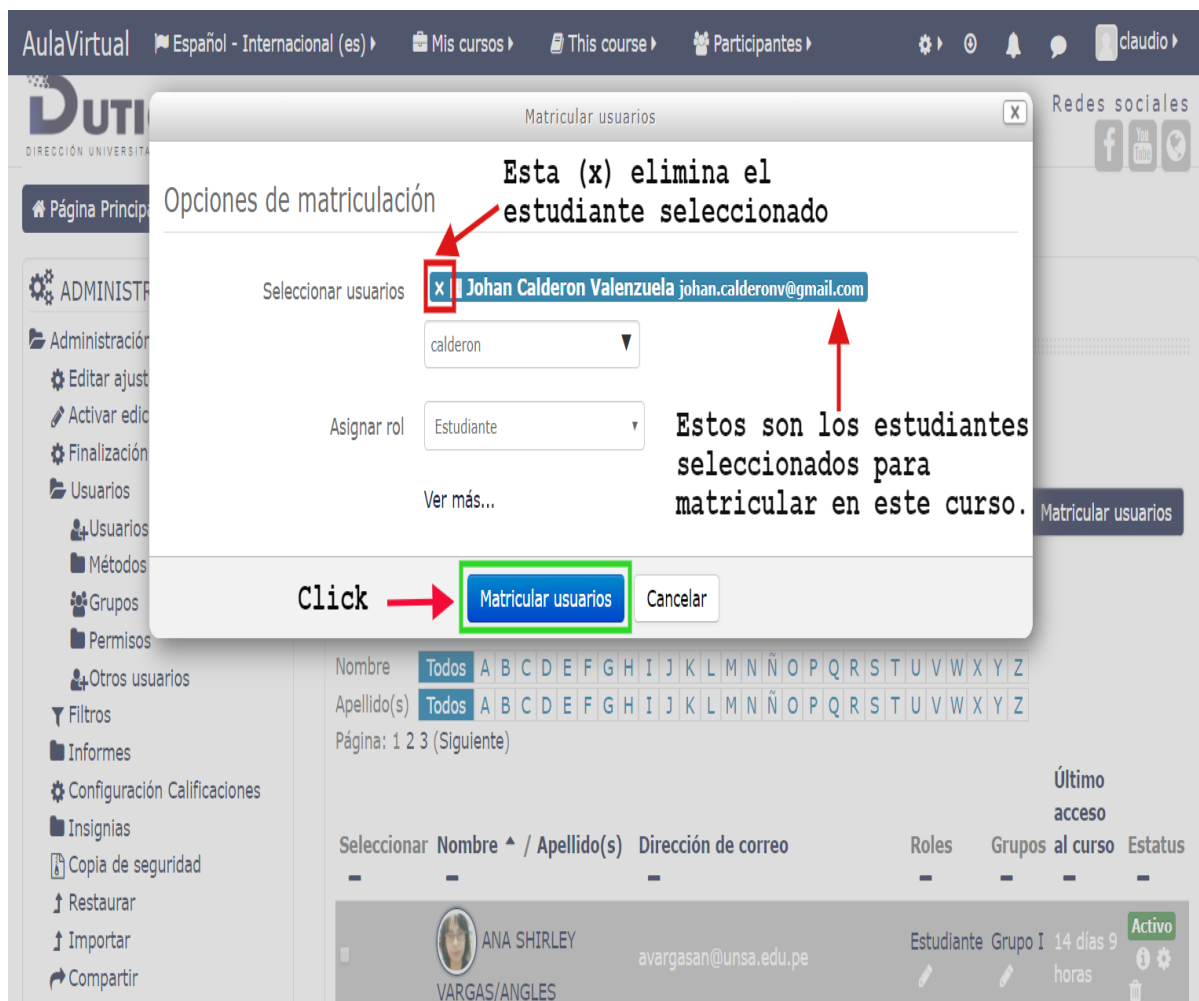 AulaVirtual Español - Internacional (es) Mis cursos This course Participantes claudio
DUTI
DIRECCIÓN UNIVERSITA
Redes sociales
You Tube
Página Principa
Matricular usuarios X
Opciones de matriculación
Esta (x) elimina el
estudiante seleccionado
Seleccionar usuarios x Johan Calderon Valenzuela johan.calderonv@gmail.com
calderon
Asignar rol Estudiante
Estos son los estudiantes
seleccionados para
matricular en este curso.
Ver más...
Click Matricular usuarios Cancelar
Matricular usuarios
ADMINISTR
Administración
Editar ajust
Activar edic
Finalización
Usuarios
Usuarios
Métodos
Grupos
Permisos
Otros usuarios
Filtros
Informes
Configuración Calificaciones
Insignias
Copia de seguridad
Restaurar
Importar
Compartir
Nombre Todos A B C D E F G H I J K L M N Ñ O P Q R S T U V W X Y Z
Apellido(s) Todos A B C D E F G H I J K L M N Ñ O P Q R S T U V W X Y Z
Página: 1 2 3 (Siguiente)
Seleccionar Nombre / Apellido(s) Dirección de correo Roles Grupos Último acceso al curso Estatus
ANA SHIRLEY
VARGAS/ANGLES
avargasan@unsa.edu.pe
Estudiante Grupo I
14 días 9
horas
Activo